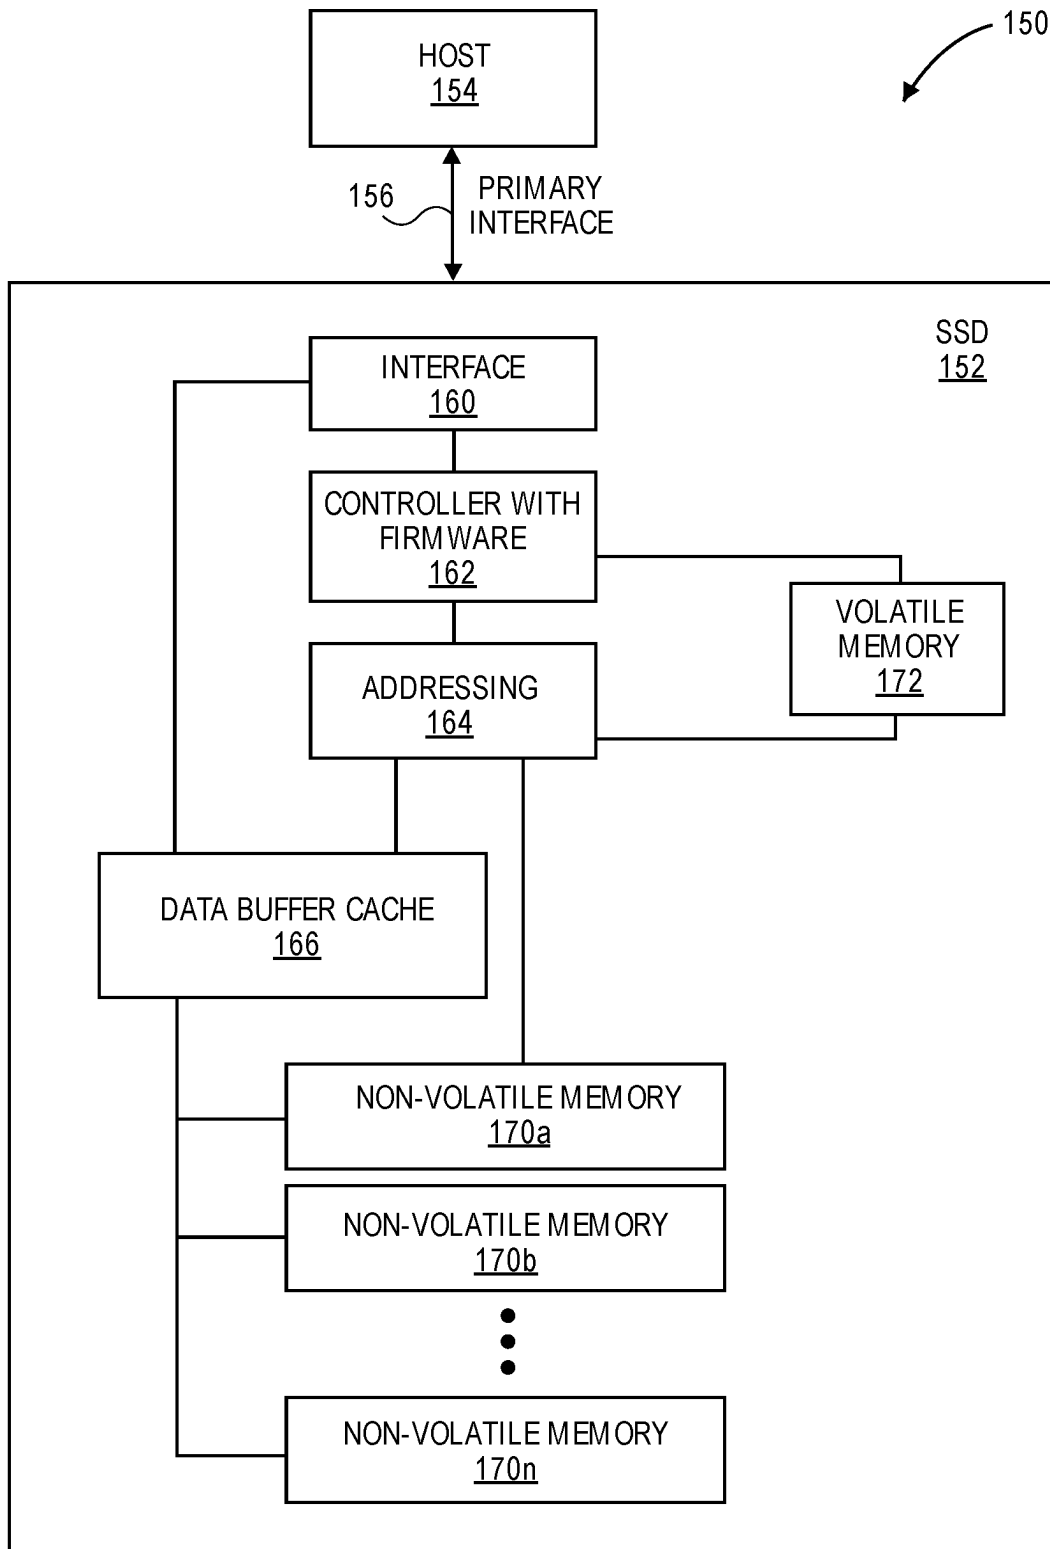 150
HOST
154
156
PRIMARY
INTERFACE
SSD
152
INTERFACE
160
CONTROLLER WITH
FIRMWARE
162
VOLATILE
MEMORY
172
ADDRESSING
164
DATA BUFFER CACHE
166
NON-VOLATILE MEMORY
170a
NON-VOLATILE MEMORY
170b
NON-VOLATILE MEMORY
170n